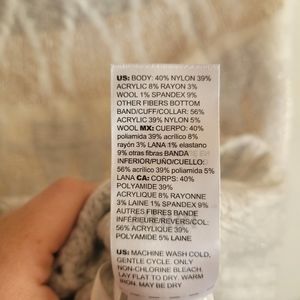 US: BODY: 40% NYLON 39%
ACRYLIC 8% RAYON 3%
WOOL 1% SPANDEX 9%
OTHER FIBERS BOTTOM
BAND/CUFF/COLLAR: 56%
ACRYLIC 39% NYLON 5%
WOOL MX: CUERPO: 40%
poliamida 39% acrílico 8%
rayón 3% LANA 1% elastano
9% otras fibras BANDA
INFERIOR/PUÑO/CUELLO:
56% acrílico 39% poliamida 5%
LANA CA: CORPS: 40%
POLYAMIDE 39%
ACRYLIQUE 8% RAYONNE
3% LAINE 1% SPANDEX 9%
AUTRES FIBRES BANDE
INFÉRIEURE/REVERS/COL:
56% ACRYLIQUE 39%
POLYAMIDE 5% LAINE
US: MACHINE WASH COLD,
GENTLE CYCLE. ONLY
NON-CHLORINE BLEACH.
LAY FLAT TO DRY. WARM
IRON. MAY BE DRY